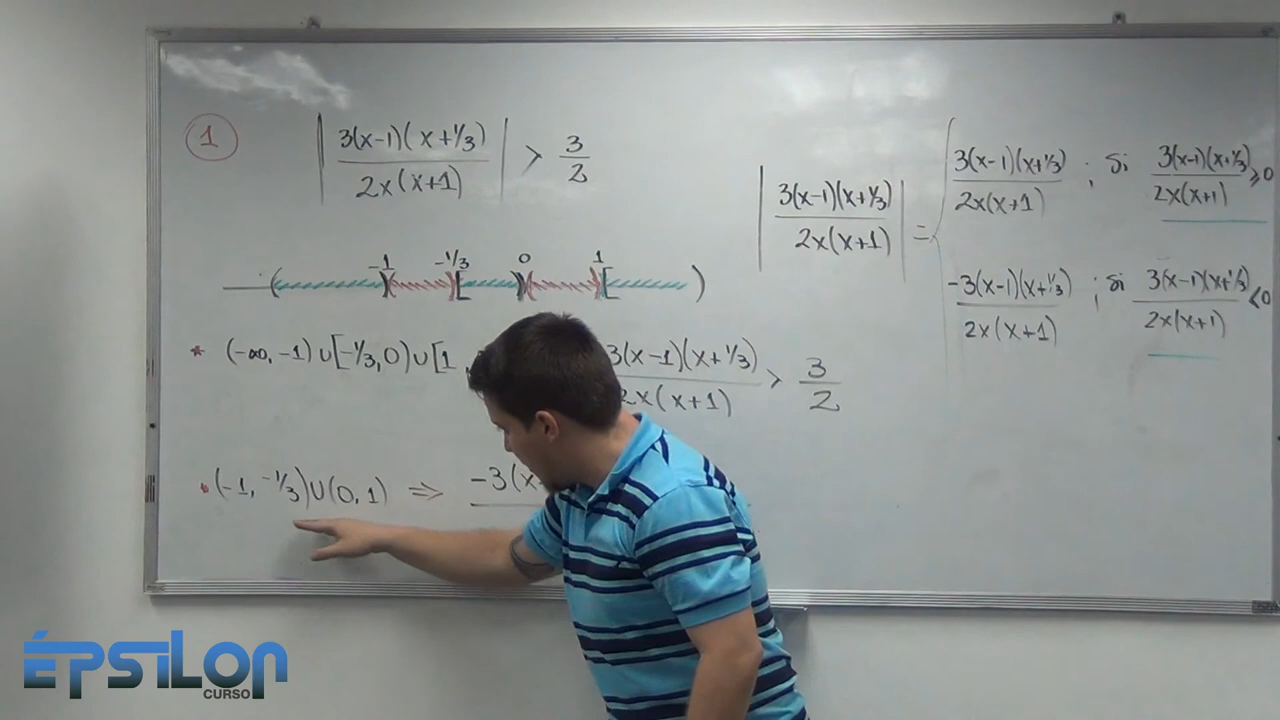 1
| 3(x-1)(x+1/3) / 2x(x+1) | > 3/2
-1 -1/3 0 1
* (-∞, -1) ∪ [-1/3, 0) ∪ [1
3(x-1)(x+1/3) / 2x(x+1) > 3/2
(-1, -1/3) ∪ (0, 1) ⇒ -3(x
| 3(x-1)(x+1/3) / 2x(x+1) | = {
3(x-1)(x+1/3) / 2x(x+1) ; Si 3(x-1)(x+1/3) / 2x(x+1) ≥ 0
-3(x-1)(x+1/3) / 2x(x+1) ; si 3(x-1)(x+1/3) / 2x(x+1) < 0
ÉPSILON
CURSO